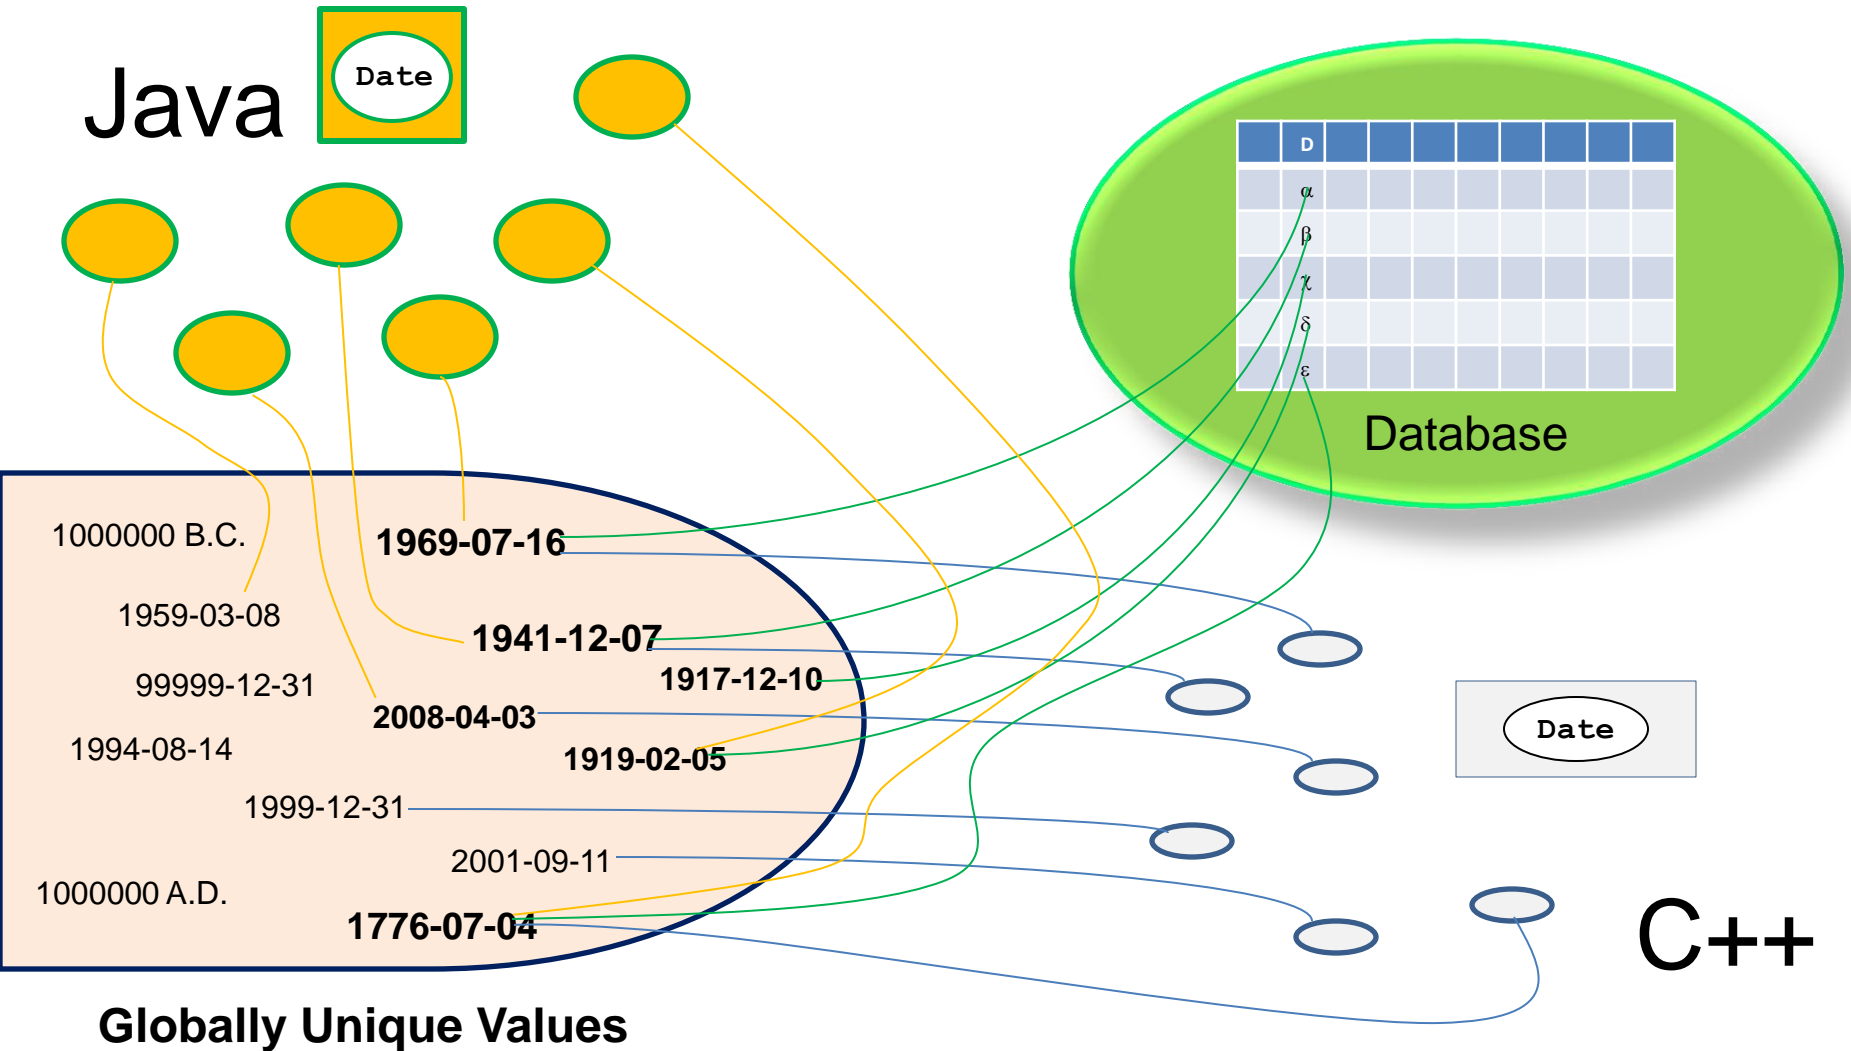 Java
Date
D
α
β
χ
δ
ε
Database
1000000 B.C.
1969-07-16
1959-03-08
1941-12-07
99999-12-31
1917-12-10
2008-04-03
1994-08-14
1919-02-05
1999-12-31
2001-09-11
1000000 A.D.
1776-07-04
Date
C++
Globally Unique Values